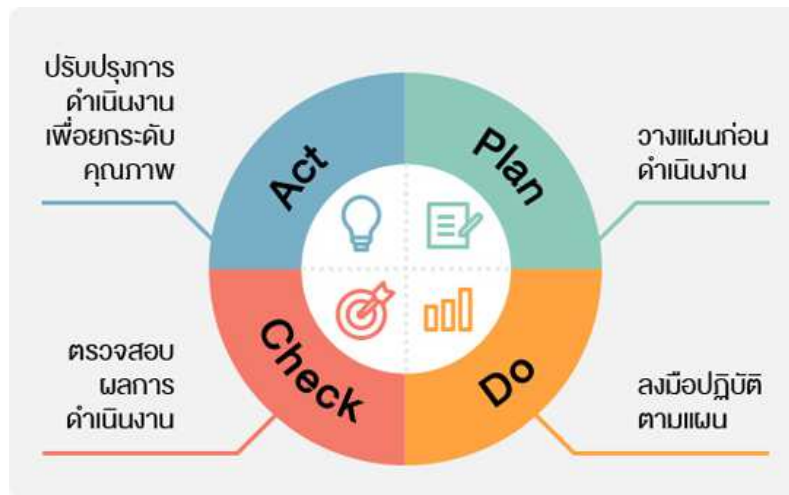 ปรับปรุงการ
ดำเนินงาน
เพื่อยกระดับ
คุณภาพ
Act
Plan
วางแผนก่อน
ดำเนินงาน
ตรวจสอบ
ผลการ
ดำเนินงาน
Check
Do
ลงมือปฏิบัติ
ตามแผน